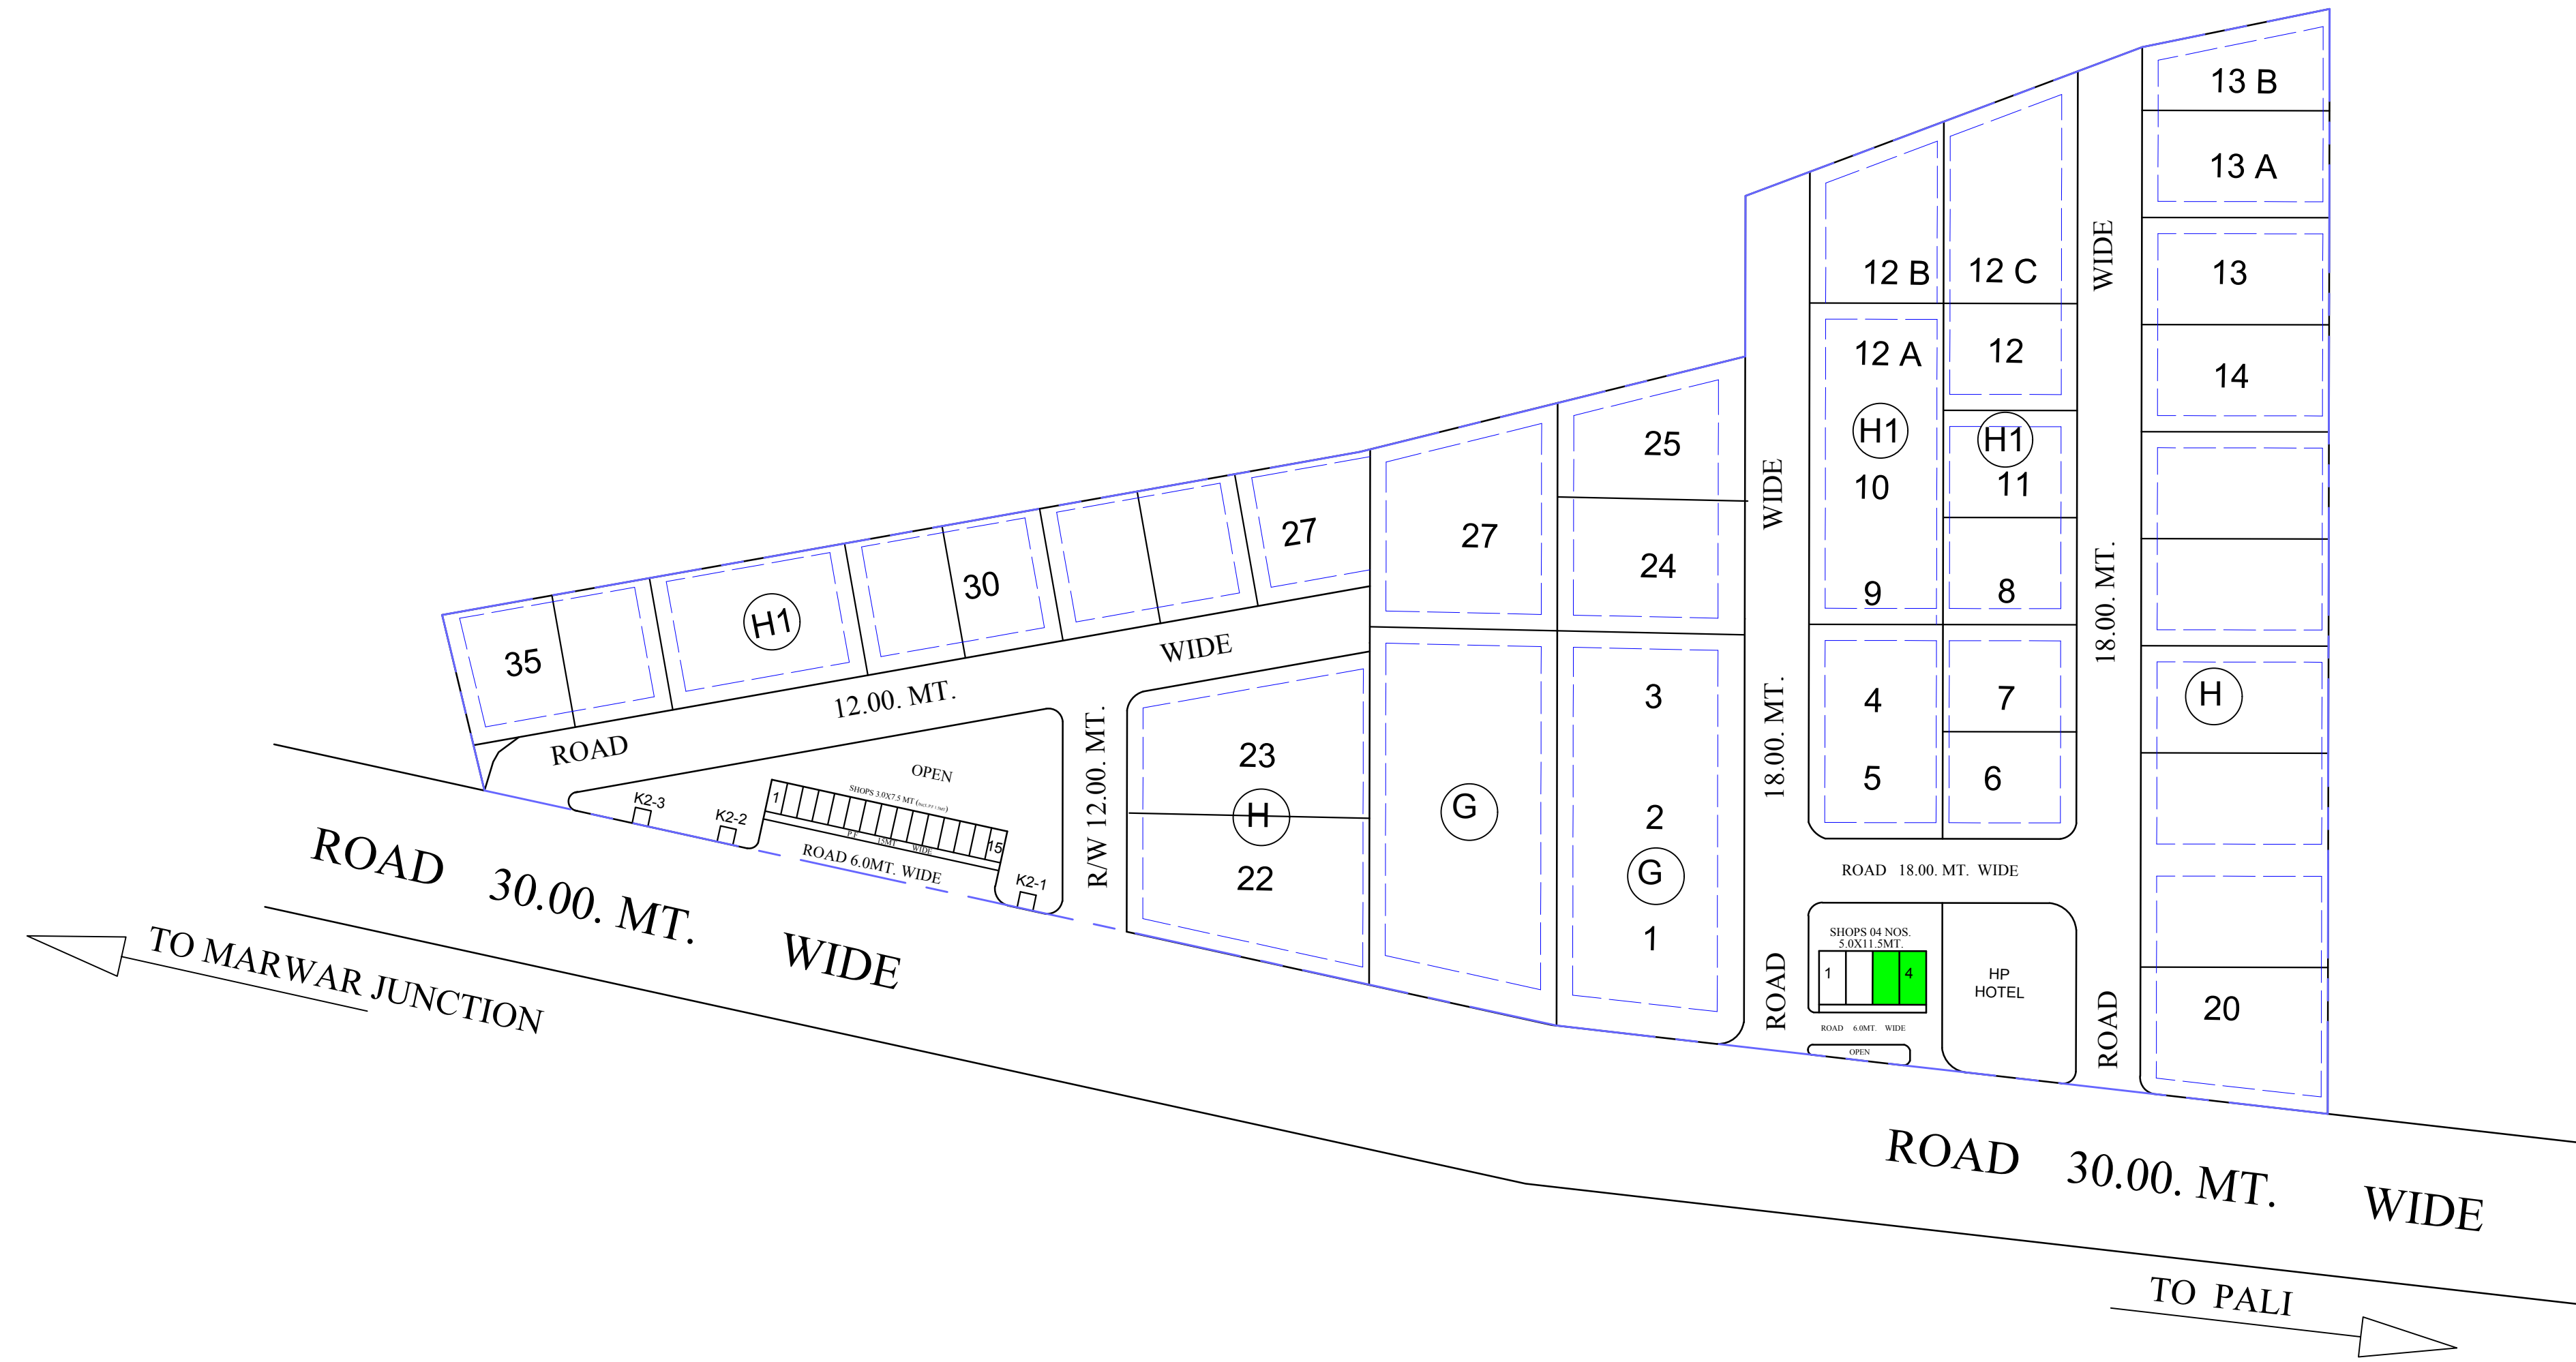 13 B
13 A
12 B
12 C
WIDE
13
12 A
12
14
25
H1
H1
WIDE
10
11
27
27
24
30
9
8
18.00. MT.
H1
35
WIDE
3
4
7
18.00. MT.
H
12.00. MT.
ROAD
23
R/W 12.00. MT.
OPEN
SHOPS 3.0X7.5 MT
5
6
K2-3
K2-2
1
15
H
G
2
P.F.
15MT.
WIDE
ROAD 6.0MT. WIDE
K2-1
22
G
1
ROAD 18.00. MT. WIDE
SHOPS 04 NOS.
5.0X11.5MT.
1
4
HP
HOTEL
ROAD
ROAD
20
ROAD 6.0MT. WIDE
OPEN
ROAD 30.00. MT. WIDE
TO MARWAR JUNCTION
ROAD 30.00. MT. WIDE
TO PALI